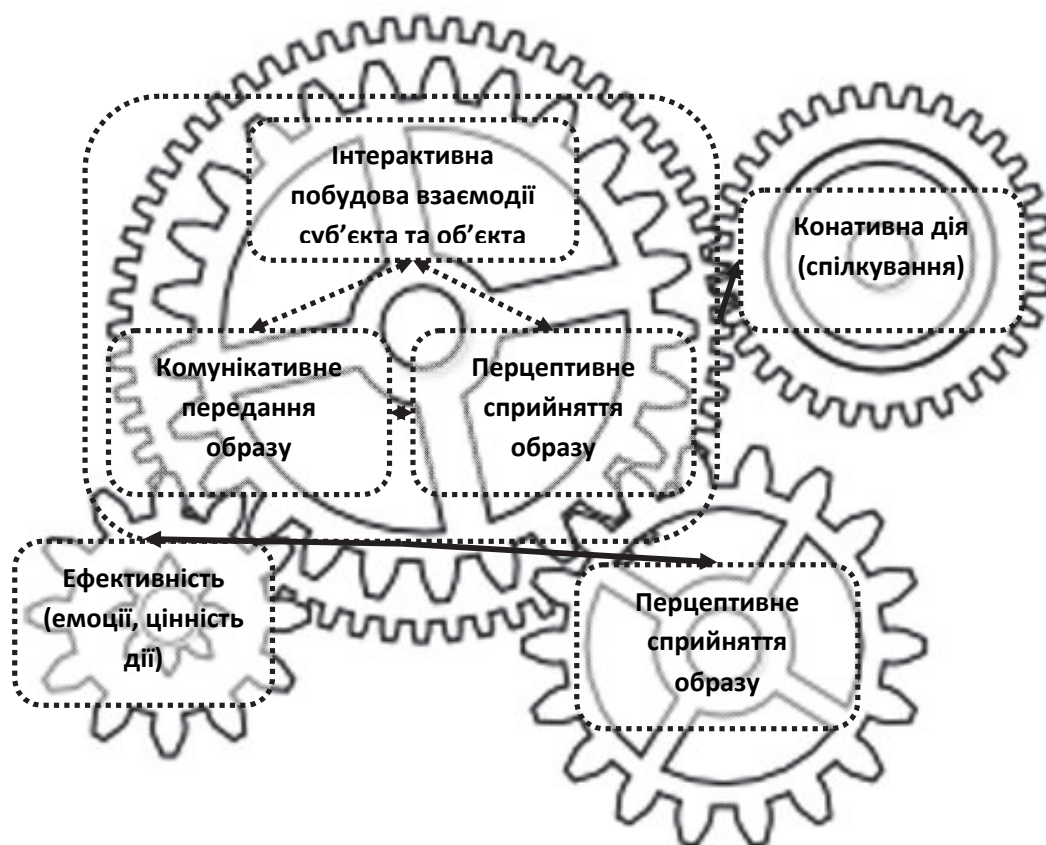 Інтерактивна
побудова взаємодії
суб’єкта та об’єкта
Конативна дія
(спілкування)
Комунікативне
передання
образу
Перцептивне
сприйняття
образу
Ефективність
(емоції, цінність
дії)
Перцептивне
сприйняття
образу